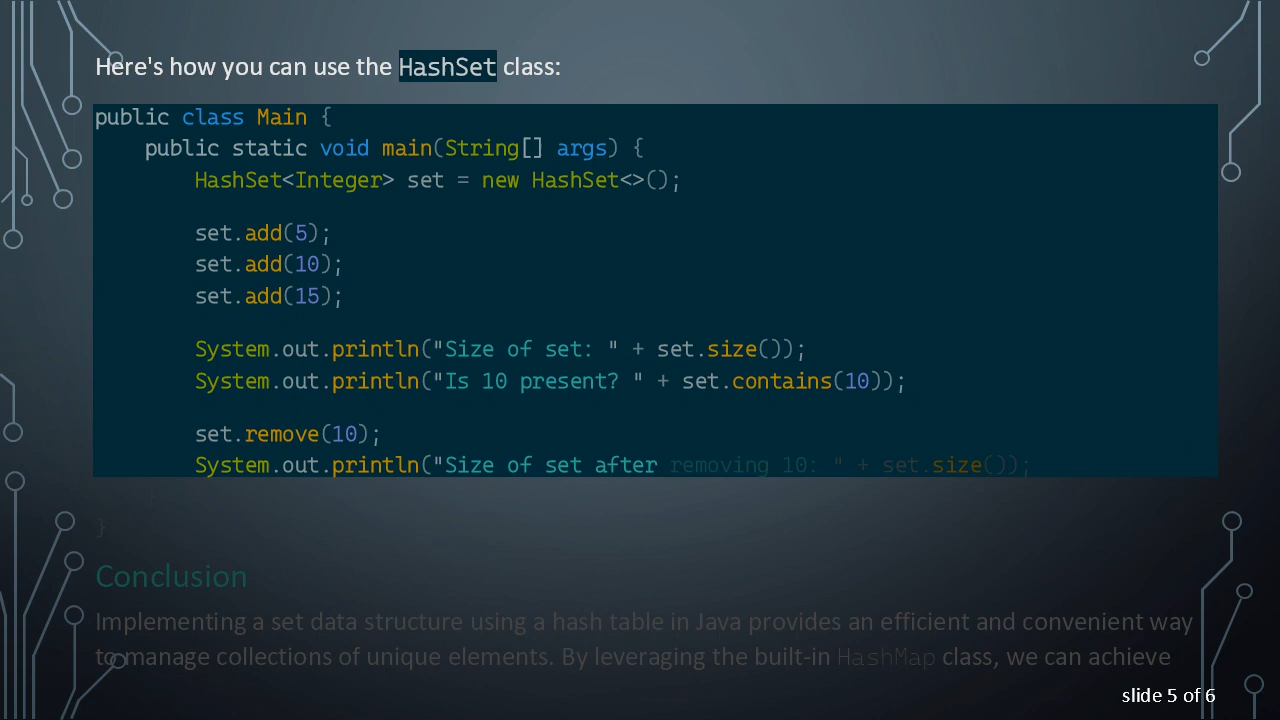 Here's how you can use the HashSet class:
public class Main {
    public static void main(String[] args) {
        HashSet<Integer> set = new HashSet<>();
        set.add(5);
        set.add(10);
        set.add(15);
        System.out.println("Size of set: " + set.size());
        System.out.println("Is 10 present? " + set.contains(10));
        set.remove(10);
        System.out.println("Size of set after removing 10: " + set.size());
    }
}
Conclusion
Implementing a set data structure using a hash table in Java provides an efficient and convenient way
to manage collections of unique elements. By leveraging the built-in HashMap class, we can achieve
slide 5 of 6